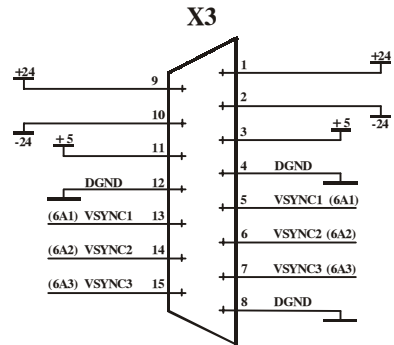 X3
+24
1
+24
9
2
10
-24
-24
+5
3
+5
11
4 DGND
DGND 12
5 VSYNC1 (6A1)
(6A1) VSYNC1 13
6 VSYNC2 (6A2)
(6A2) VSYNC2 14
7 VSYNC3 (6A3)
(6A3) VSYNC3 15
8 DGND